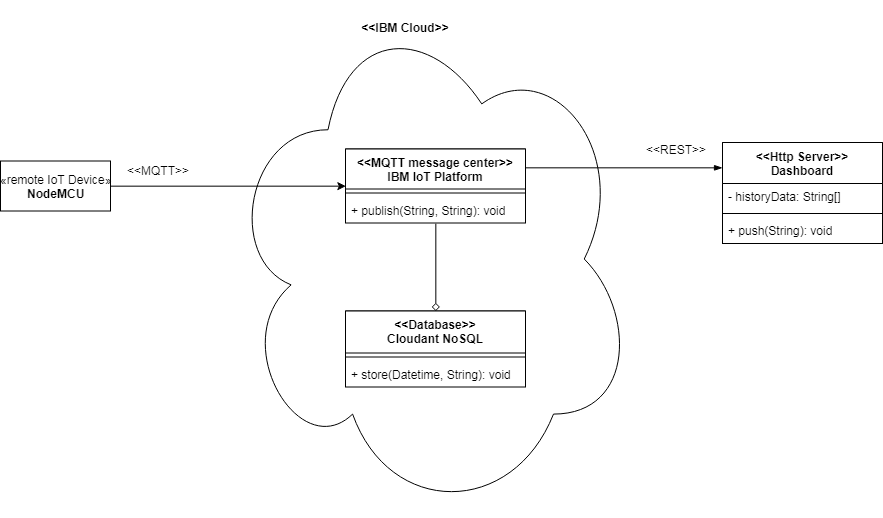 <<IBM Cloud>>
«remote IoT Device»
NodeMCU
<<MQTT>>
<<MQTT message center>>
IBM IoT Platform
+ publish(String, String): void
<<Database>>
Cloudant NoSQL
+ store(Datetime, String): void
<<REST>>
<<Http Server>>
Dashboard
- historyData: String[]
+ push(String): void